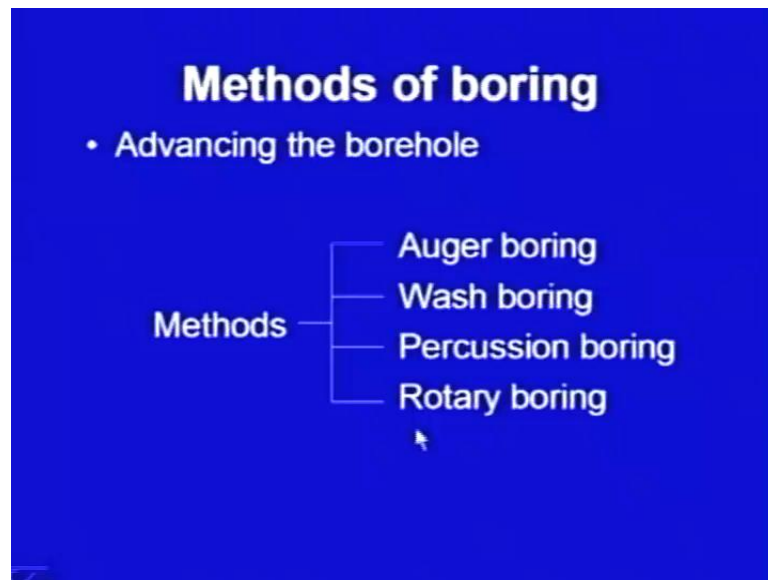 Methods of boring
• Advancing the borehole
Auger boring
Wash boring
Methods
Percussion boring
Rotary boring